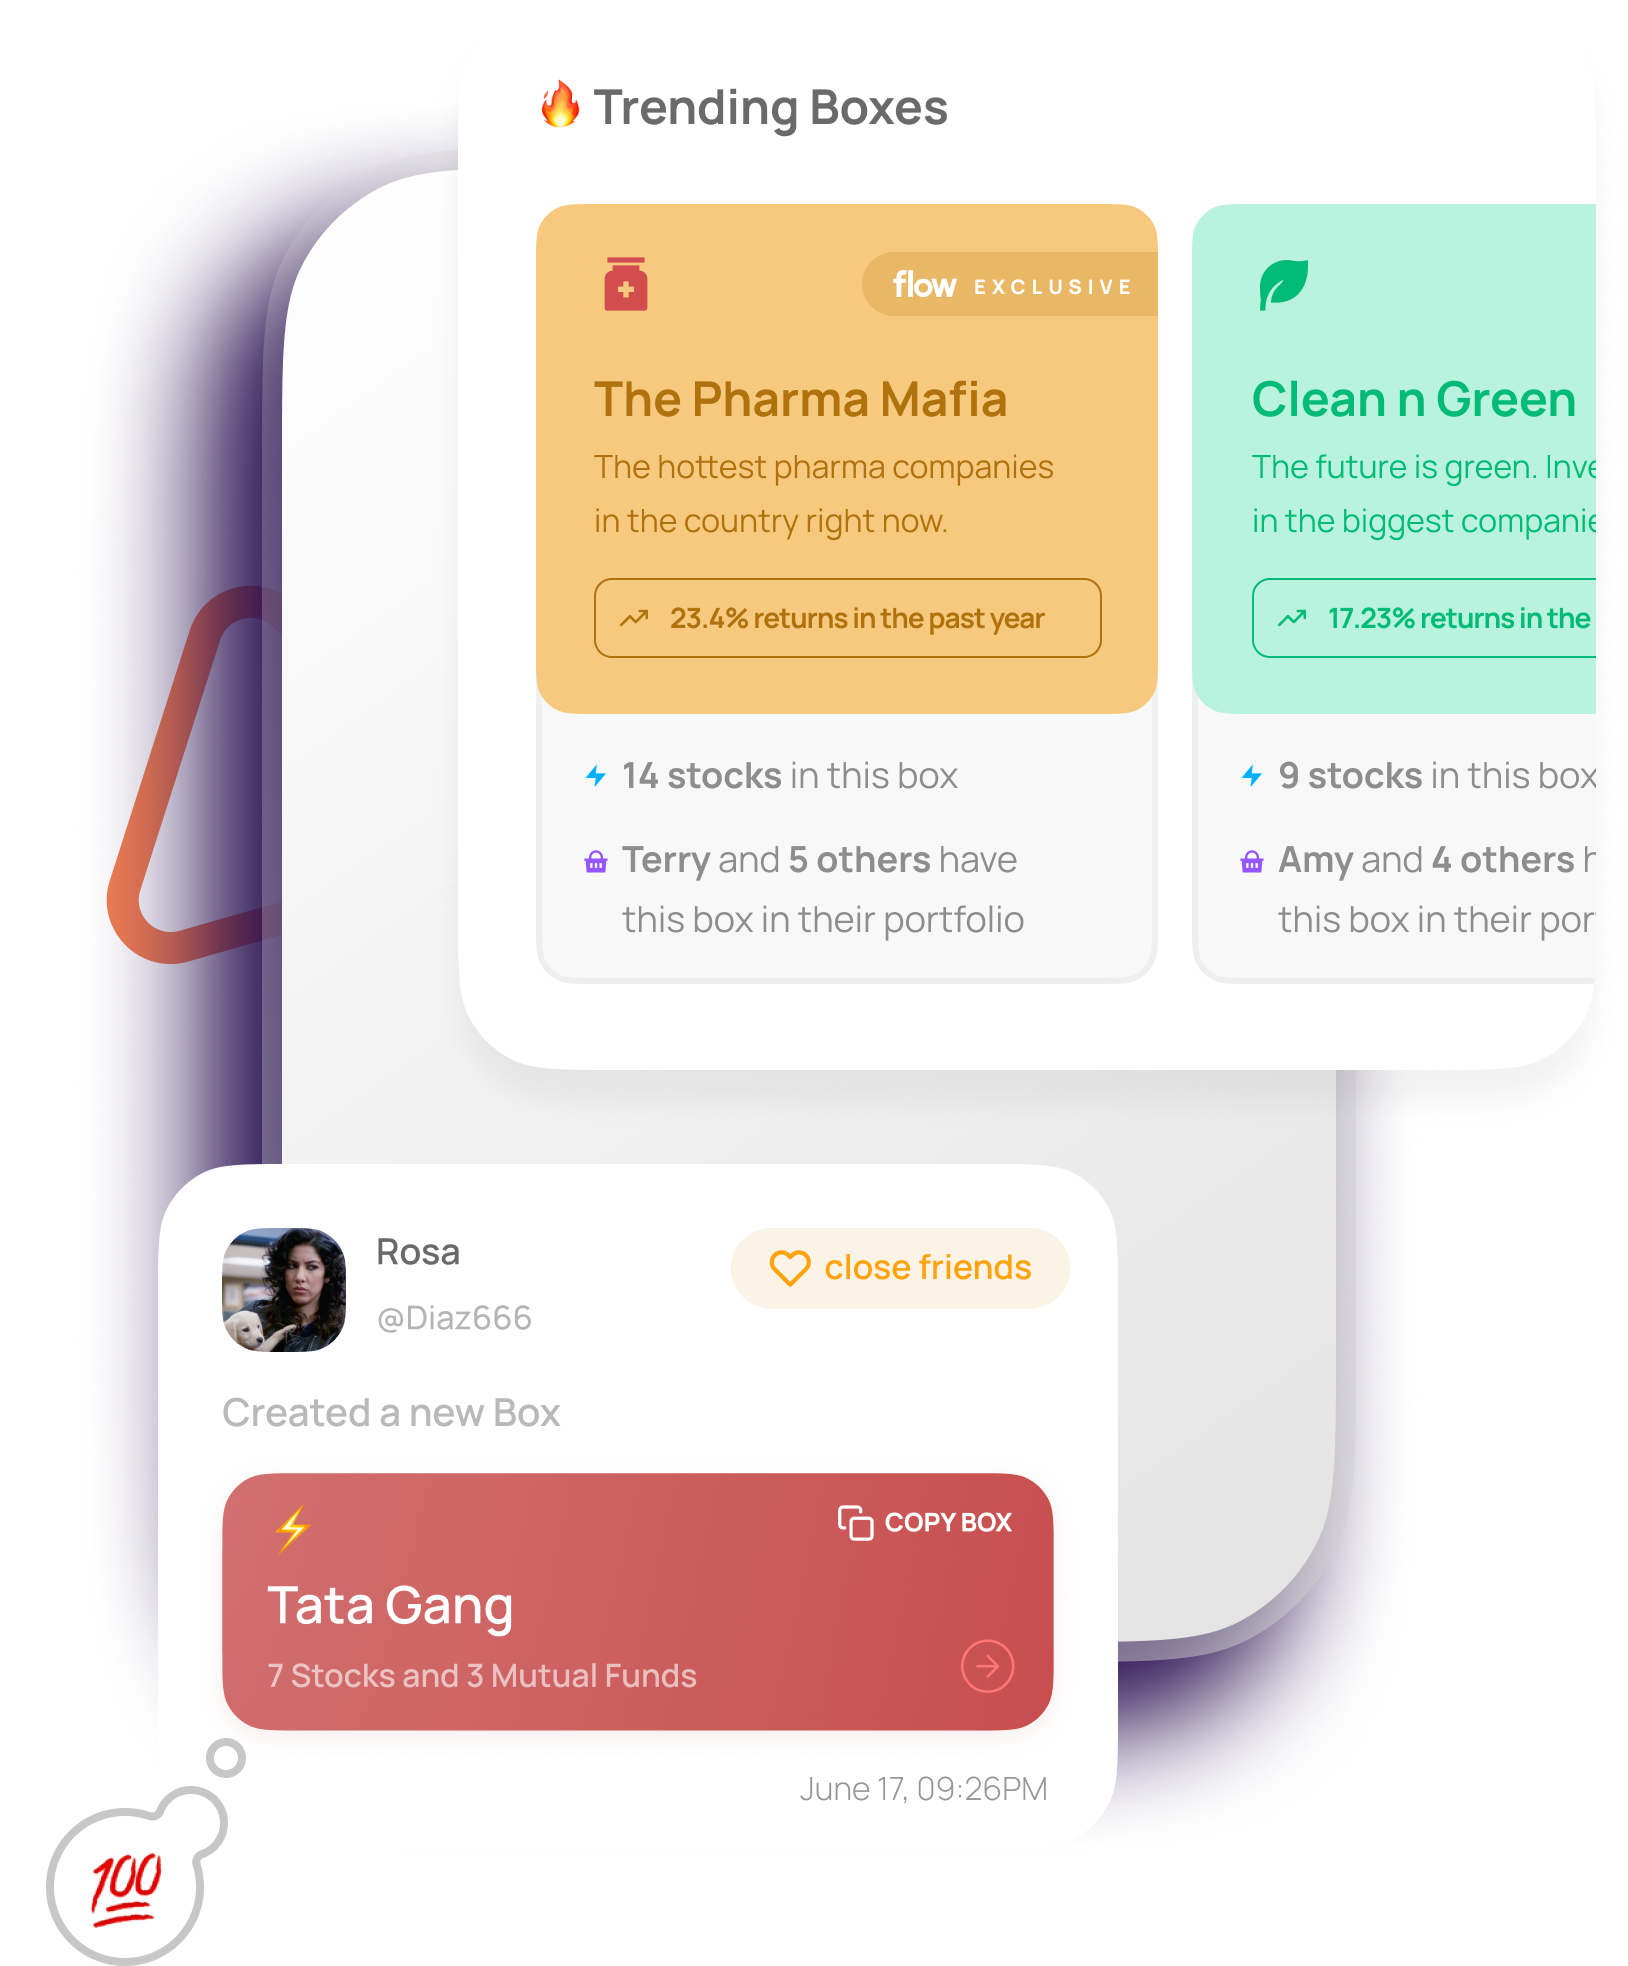 🔥 Trending Boxes
flow EXCLUSIVE
The Pharma Mafia
The hottest pharma companies
in the country right now.
23.4% returns in the past year
14 stocks in this box
Terry and 5 others have
this box in their portfolio
Clean n Green
The future is green.
in the biggest
17.23% returns in the
9 stocks in this box
Amy and 4 others
this box in their
Rosa
@Diaz666
close friends
Created a new Box
⚡
COPY BOX
Tata Gang
7 Stocks and 3 Mutual Funds
June 17, 09:26PM
💯